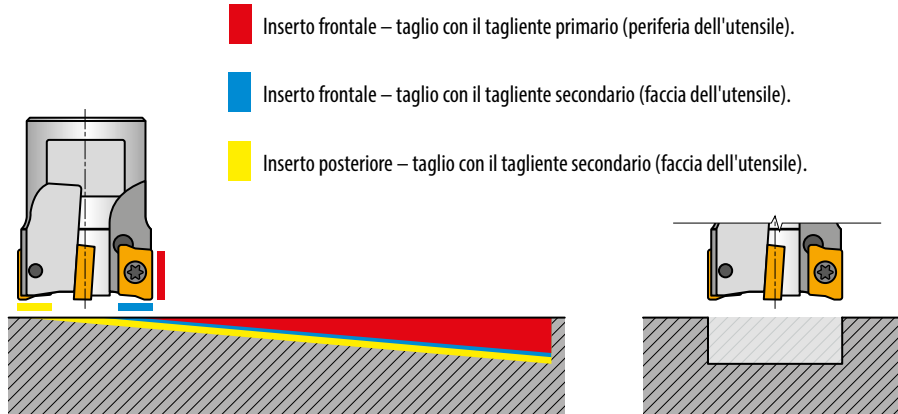 Inserto frontale – taglio con il tagliente primario (periferia dell'utensile).
Inserto frontale – taglio con il tagliente secondario (faccia dell'utensile).
Inserto posteriore – taglio con il tagliente secondario (faccia dell'utensile).